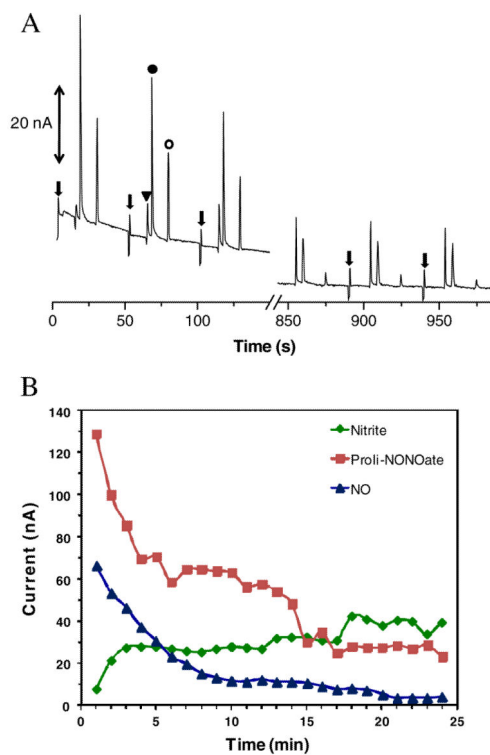 A
20 nA
0 50 100 850 900 950
Time (s)
B
140
120
100
80
60
40
20
0
Current (nA)
Nitrite
Proli-NONOate
NO
0 5 10 15 20 25
Time (min)